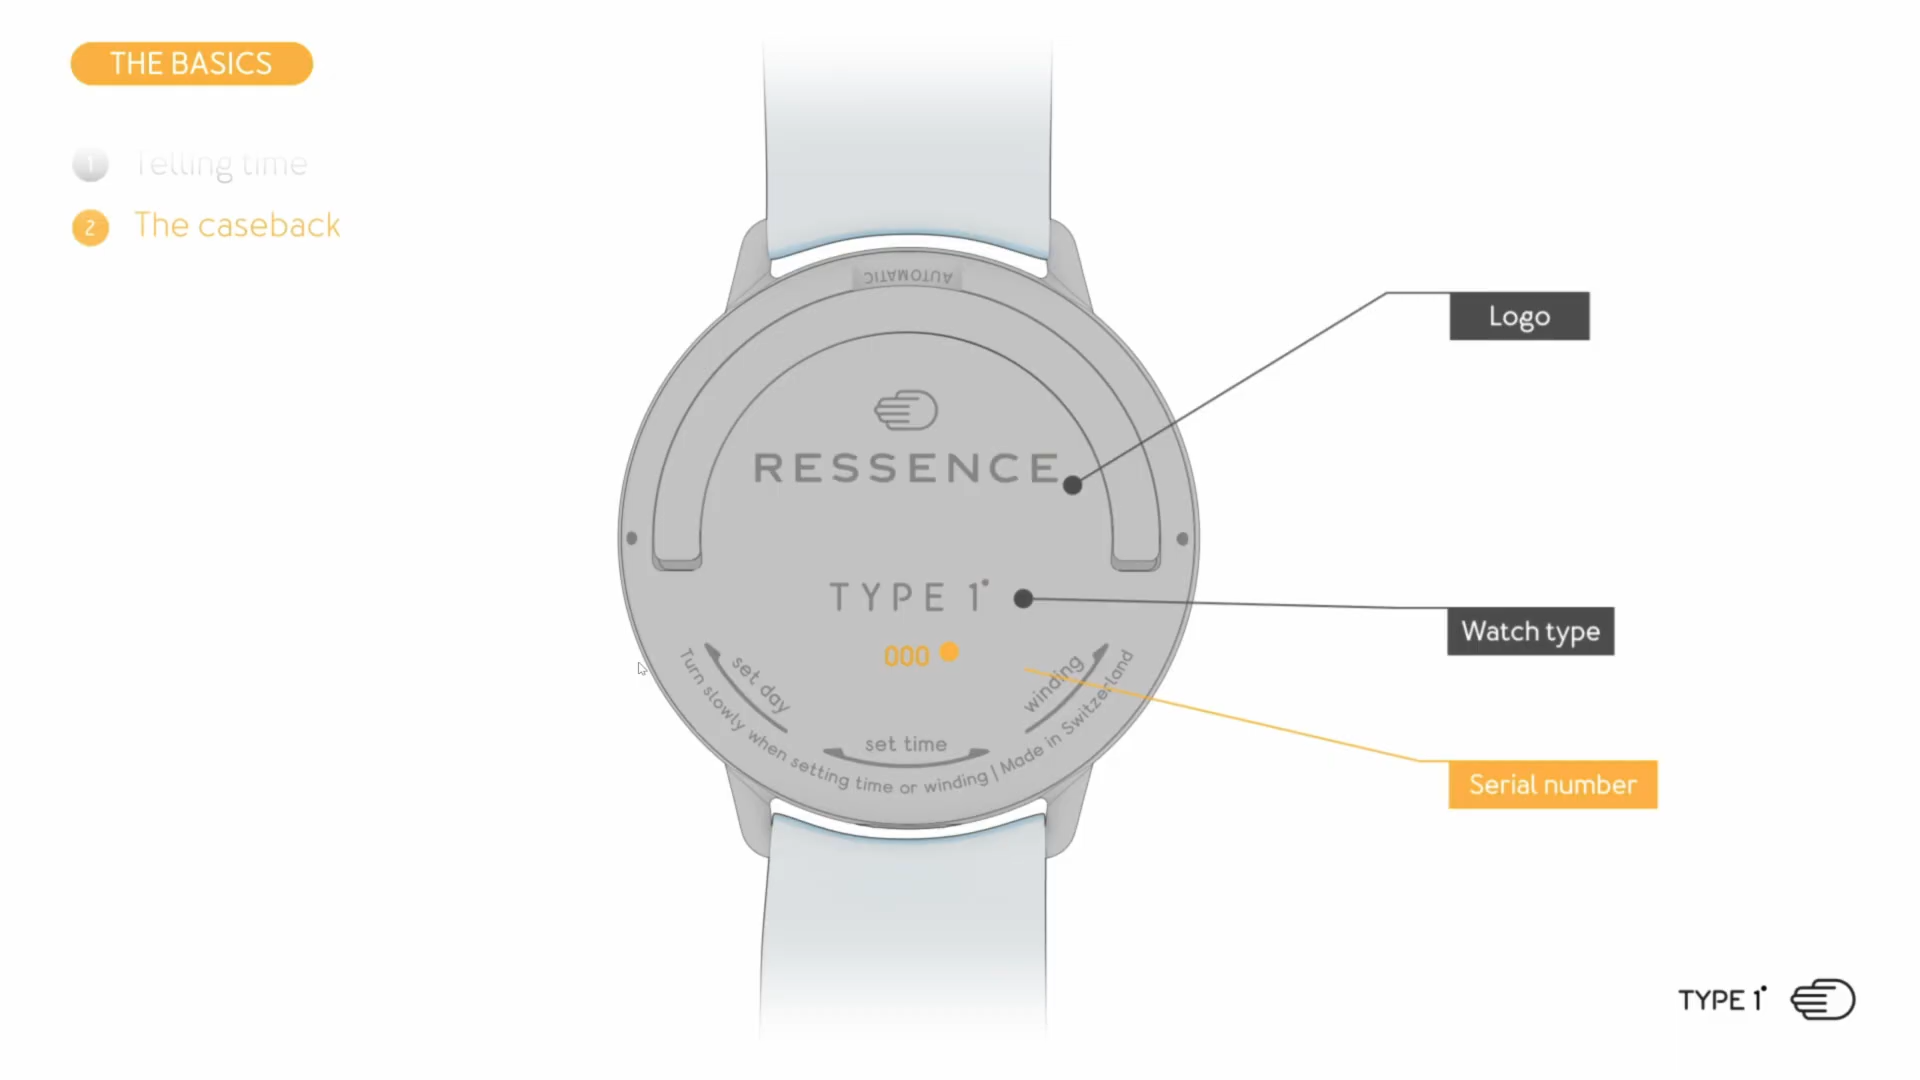 THE BASICS
1 Telling time
2 The caseback
AUTOMATIC
RESSENCE
TYPE 1°
000
set day
set time
winding
Turn slowly when setting time or winding | Made in Switzerland
Logo
Watch type
Serial number
TYPE 1°